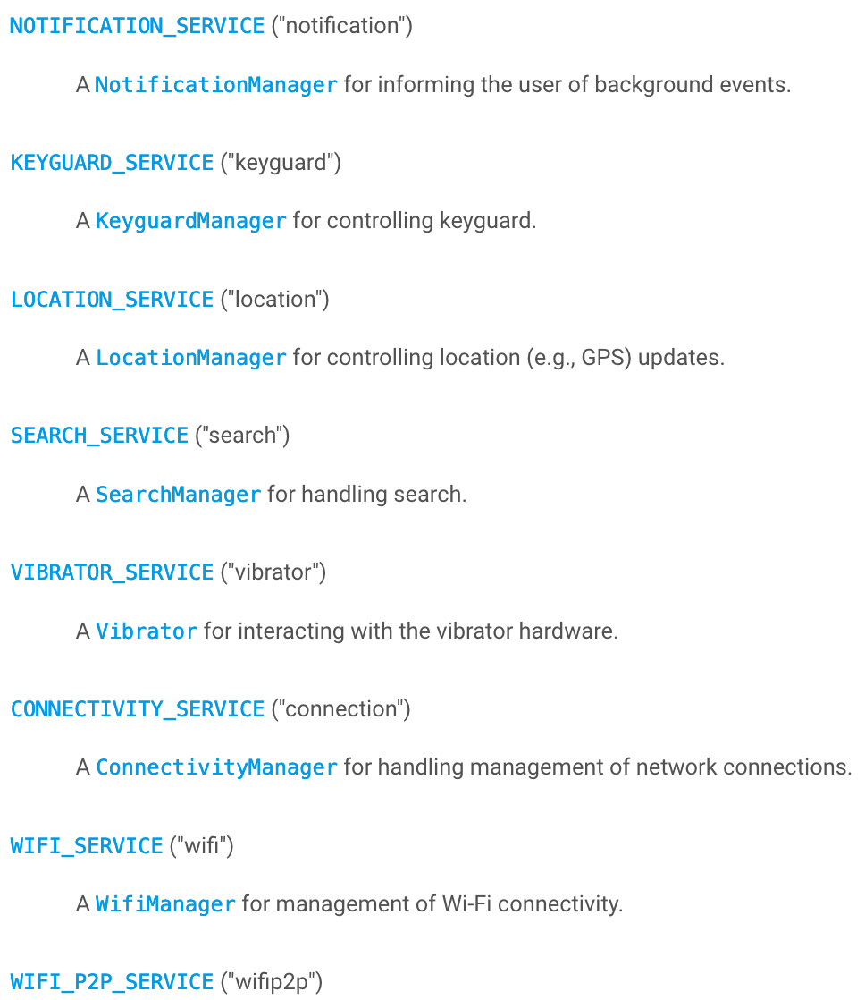 NOTIFICATION_SERVICE ("notification")
A NotificationManager for informing the user of background events.
KEYGUARD_SERVICE ("keyguard")
A KeyguardManager for controlling keyguard.
LOCATION_SERVICE ("location")
A LocationManager for controlling location (e.g., GPS) updates.
SEARCH_SERVICE ("search")
A SearchManager for handling search.
VIBRATOR_SERVICE ("vibrator")
A Vibrator for interacting with the vibrator hardware.
CONNECTIVITY_SERVICE ("connection")
A ConnectivityManager for handling management of network connections.
WIFI_SERVICE ("wifi")
A WifiManager for management of Wi-Fi connectivity.
WIFI_P2P_SERVICE ("wifip2p")